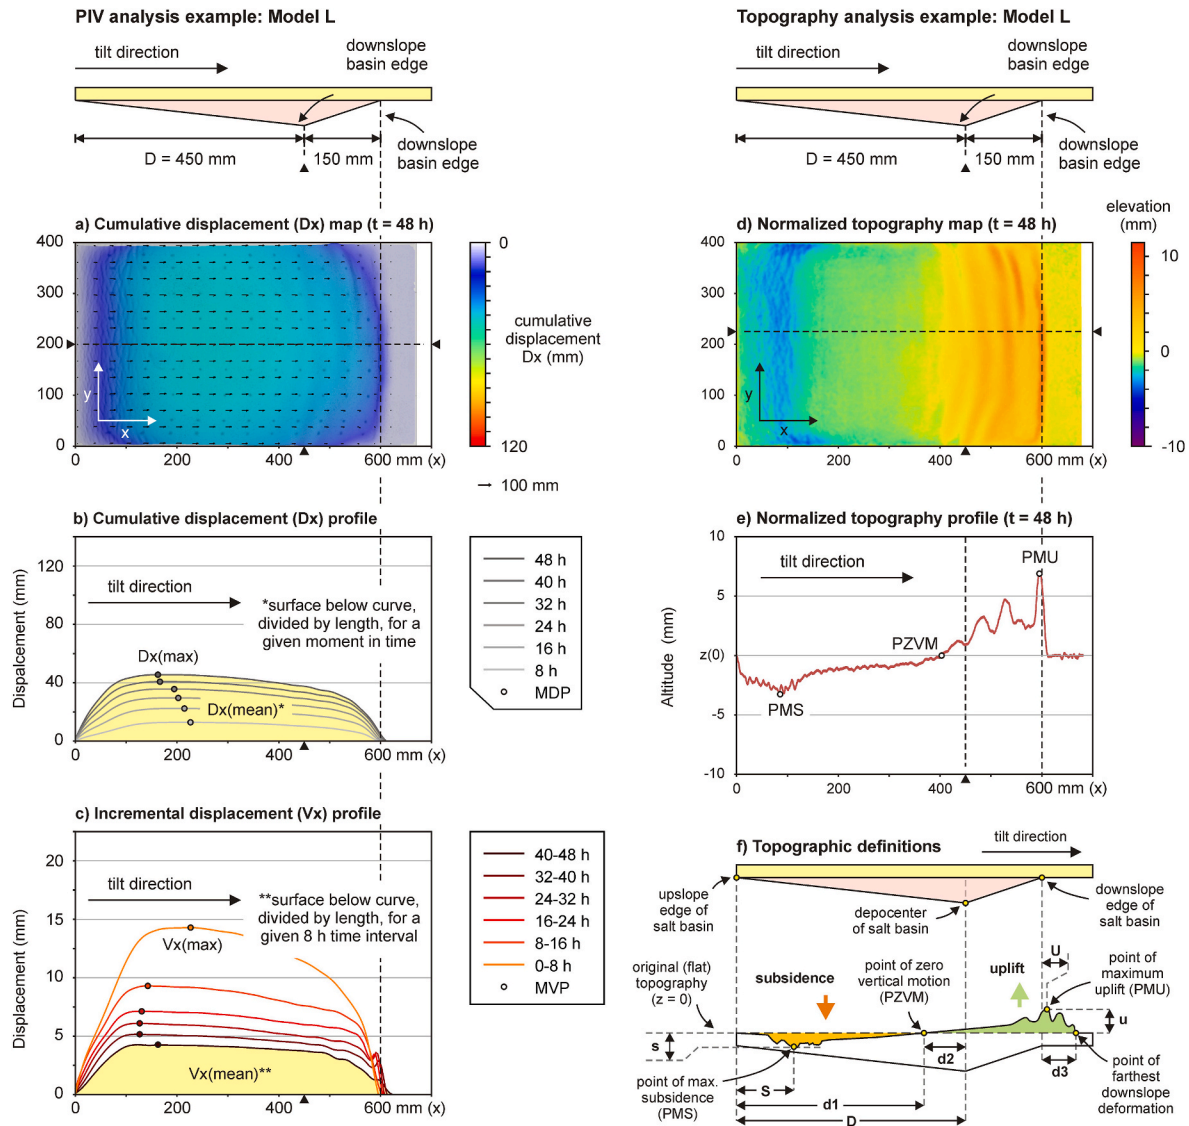 PIV analysis example: Model L
tilt direction
downslope
basin edge
D = 450 mm
150 mm
downslope
basin edge
a) Cumulative displacement (Dx) map (t = 48 h)
400
300
200
100
0
y
x
0
200
400
600 mm (x)
0
cumulative
displacement
Dx (mm)
120
100 mm
b) Cumulative displacement (Dx) profile
Dispalcement (mm)
120
80
40
0
tilt direction
*surface below curve,
divided by length, for a
given moment in time
Dx(max)
Dx(mean)*
0
200
400
600 mm (x)
48 h
40 h
32 h
24 h
16 h
8 h
MDP
c) Incremental displacement (Vx) profile
Displacement (mm)
20
15
10
5
0
tilt direction
**surface below curve,
divided by length, for a
given 8 h time interval
Vx(max)
Vx(mean)**
0
200
400
600 mm (x)
40-48 h
32-40 h
24-32 h
16-24 h
8-16 h
0-8 h
MVP
Topography analysis example: Model L
tilt direction
downslope
basin edge
D = 450 mm
150 mm
downslope
basin edge
d) Normalized topography map (t = 48 h)
400
300
200
100
0
y
x
0
200
400
600 mm (x)
elevation
(mm)
10
0
-10
e) Normalized topography profile (t = 48 h)
Altitude (mm)
10
5
z(0)
-5
-10
tilt direction
PMU
PZVM
PMS
0
200
400
600 mm (x)
f) Topographic definitions
tilt direction
upslope
edge of
salt basin
depocenter
of salt basin
downslope
edge of
salt basin
original (flat)
topography
(z = 0)
subsidence
point of zero
vertical motion
(PZVM)
uplift
U
point of
maximum
uplift (PMU)
u
s
point of max.
subsidence
(PMS)
S
d1
D
d2
d3
point of
farthest
downslope
deformation